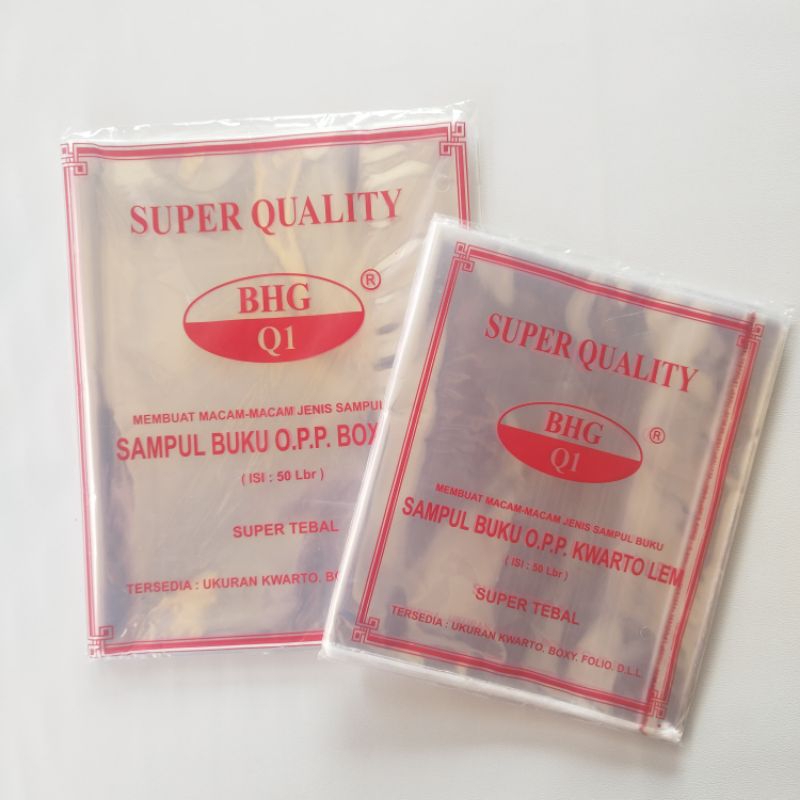 SUPER QUALITY
BHG
Q1
®
MEMBUAT MACAM-MACAM JENIS SAMPUL
SAMPUL BUKU O.P.P. BOX
( ISI : 50 Lbr )
SUPER TEBAL
TERSEDIA : UKURAN KWARTO.
SUPER QUALITY
BHG
Q1
®
MEMBUAT MACAM-MACAM JENIS SAMPUL BUKU
SAMPUL BUKU O.P.P. KWARTO LEM
( ISI : 50 Lbr )
SUPER TEBAL
TERSEDIA : UKURAN KWARTO. BOXY. FOLIO. D.L.L.